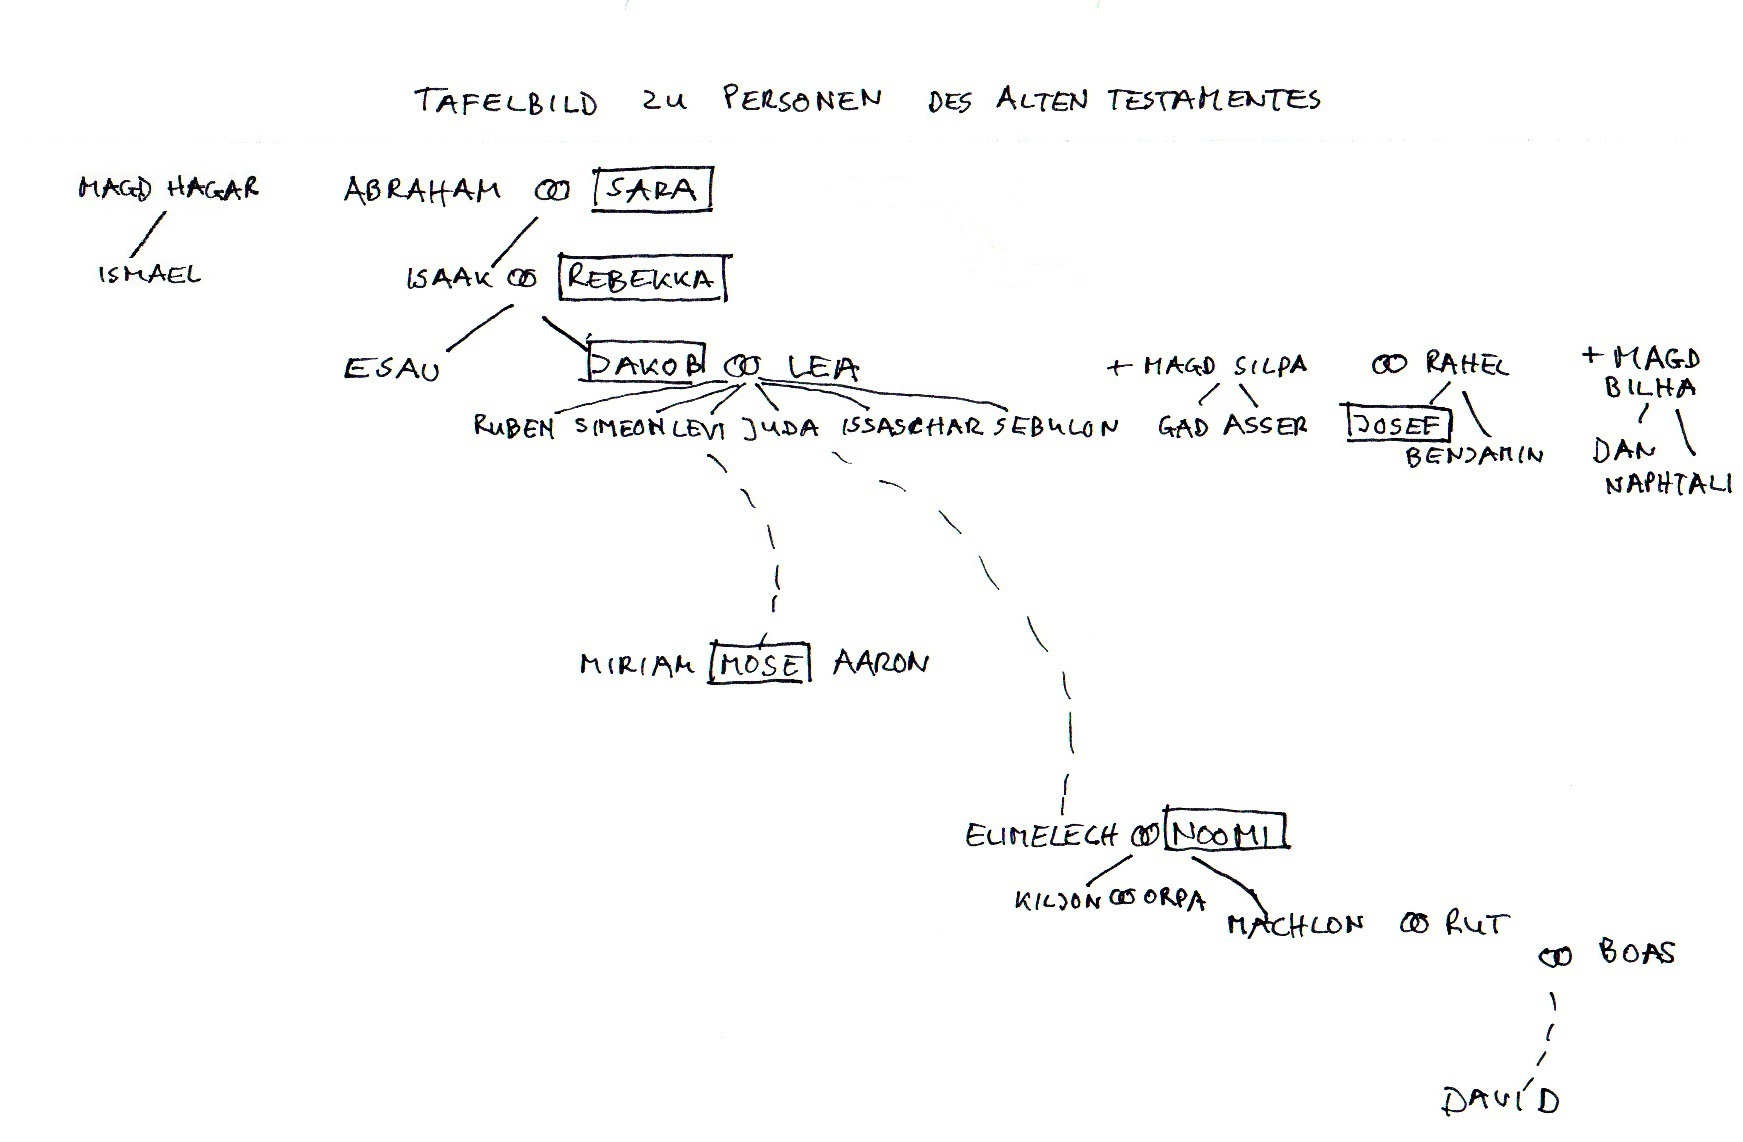 TAFELBILD ZU PERSONEN DES ALTEN TESTAMENTES
MAGD HAGAR ABRAHAM ∞ SARA
ISMAEL ISAAK ∞ REBEKKA
ESAU JAKOB ∞ LEA + MAGD SILPA ∞ RAHEL + MAGD
BILHA
RUBEN SIMEON LEVI JUDA ISSASCHAR SEBULON GAD ASSER JOSEF
BENJAMIN DAN
NAPHTALI
MIRIAM MOSE AARON
ELIMELECH ∞ NOOMI
KILJON ∞ ORPA
MACHLON ∞ RUT
∞ BOAS
DAVID